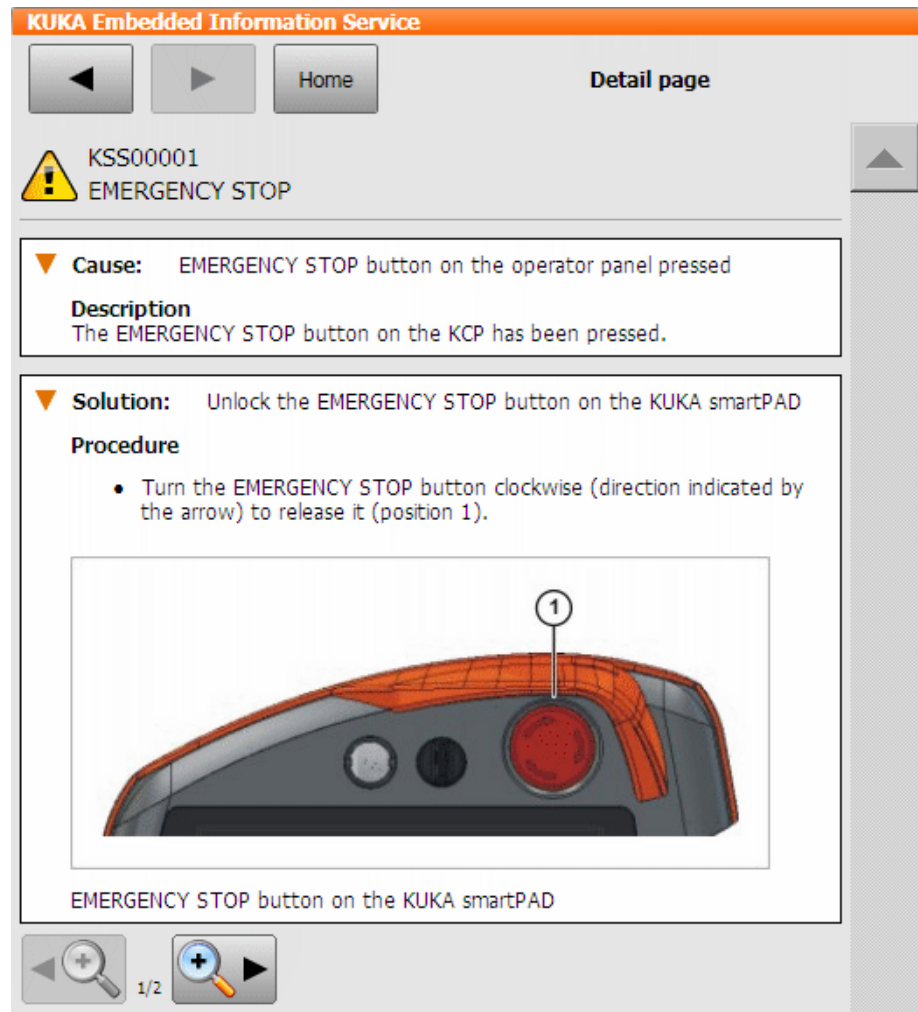 KUKA Embedded Information Service
Home
Detail page
KSS00001
EMERGENCY STOP
Cause: EMERGENCY STOP button on the operator panel pressed
Description
The EMERGENCY STOP button on the KCP has been pressed.
Solution: Unlock the EMERGENCY STOP button on the KUKA smartPAD
Procedure
• Turn the EMERGENCY STOP button clockwise (direction indicated by
the arrow) to release it (position 1).
1
EMERGENCY STOP button on the KUKA smartPAD
1/2